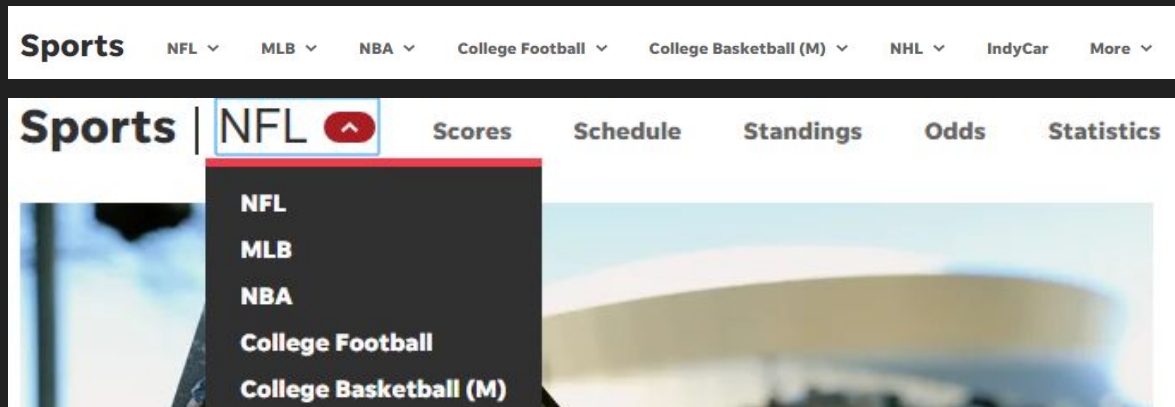 Sports NFL MLB NBA College Football College Basketball (M) NHL IndyCar More
Sports | NFL Scores Schedule Standings Odds Statistics
NFL
MLB
NBA
College Football
College Basketball (M)